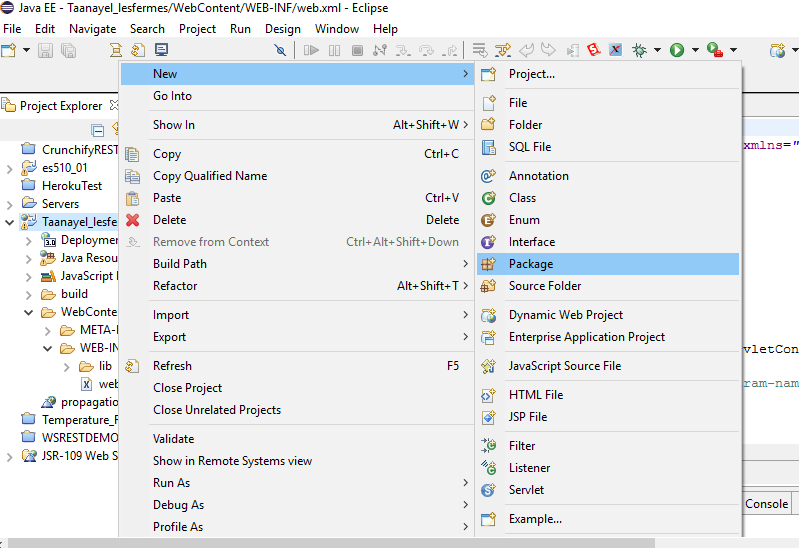 Java EE - Taanayel_lesfermes/WebContent/WEB-INF/web.xml - Eclipse
File Edit Navigate Search Project Run Design Window Help
Project Explorer
CrunchifyREST
es510_01
HerokuTest
Servers
Taanayel_lesfe
Deploymer
Java Resou
JavaScript
build
WebConte
META-I
WEB-IN
lib
web
propagatio
Temperature_F
WSRESTDEMO
JSR-109 Web S
New
Go Into
Show In Alt+Shift+W
Copy Ctrl+C
Copy Qualified Name
Paste Ctrl+V
Delete Delete
Remove from Context Ctrl+Alt+Shift+Down
Build Path
Refactor Alt+Shift+T
Import
Export
Refresh F5
Close Project
Close Unrelated Projects
Validate
Show in Remote Systems view
Run As
Debug As
Profile As
Project...
File
Folder
SQL File
Annotation
Class
Enum
Interface
Package
Source Folder
Dynamic Web Project
Enterprise Application Project
JavaScript Source File
HTML File
JSP File
Filter
Listener
Servlet
Example...
xmlns="
vletCon
ram-nam
Console